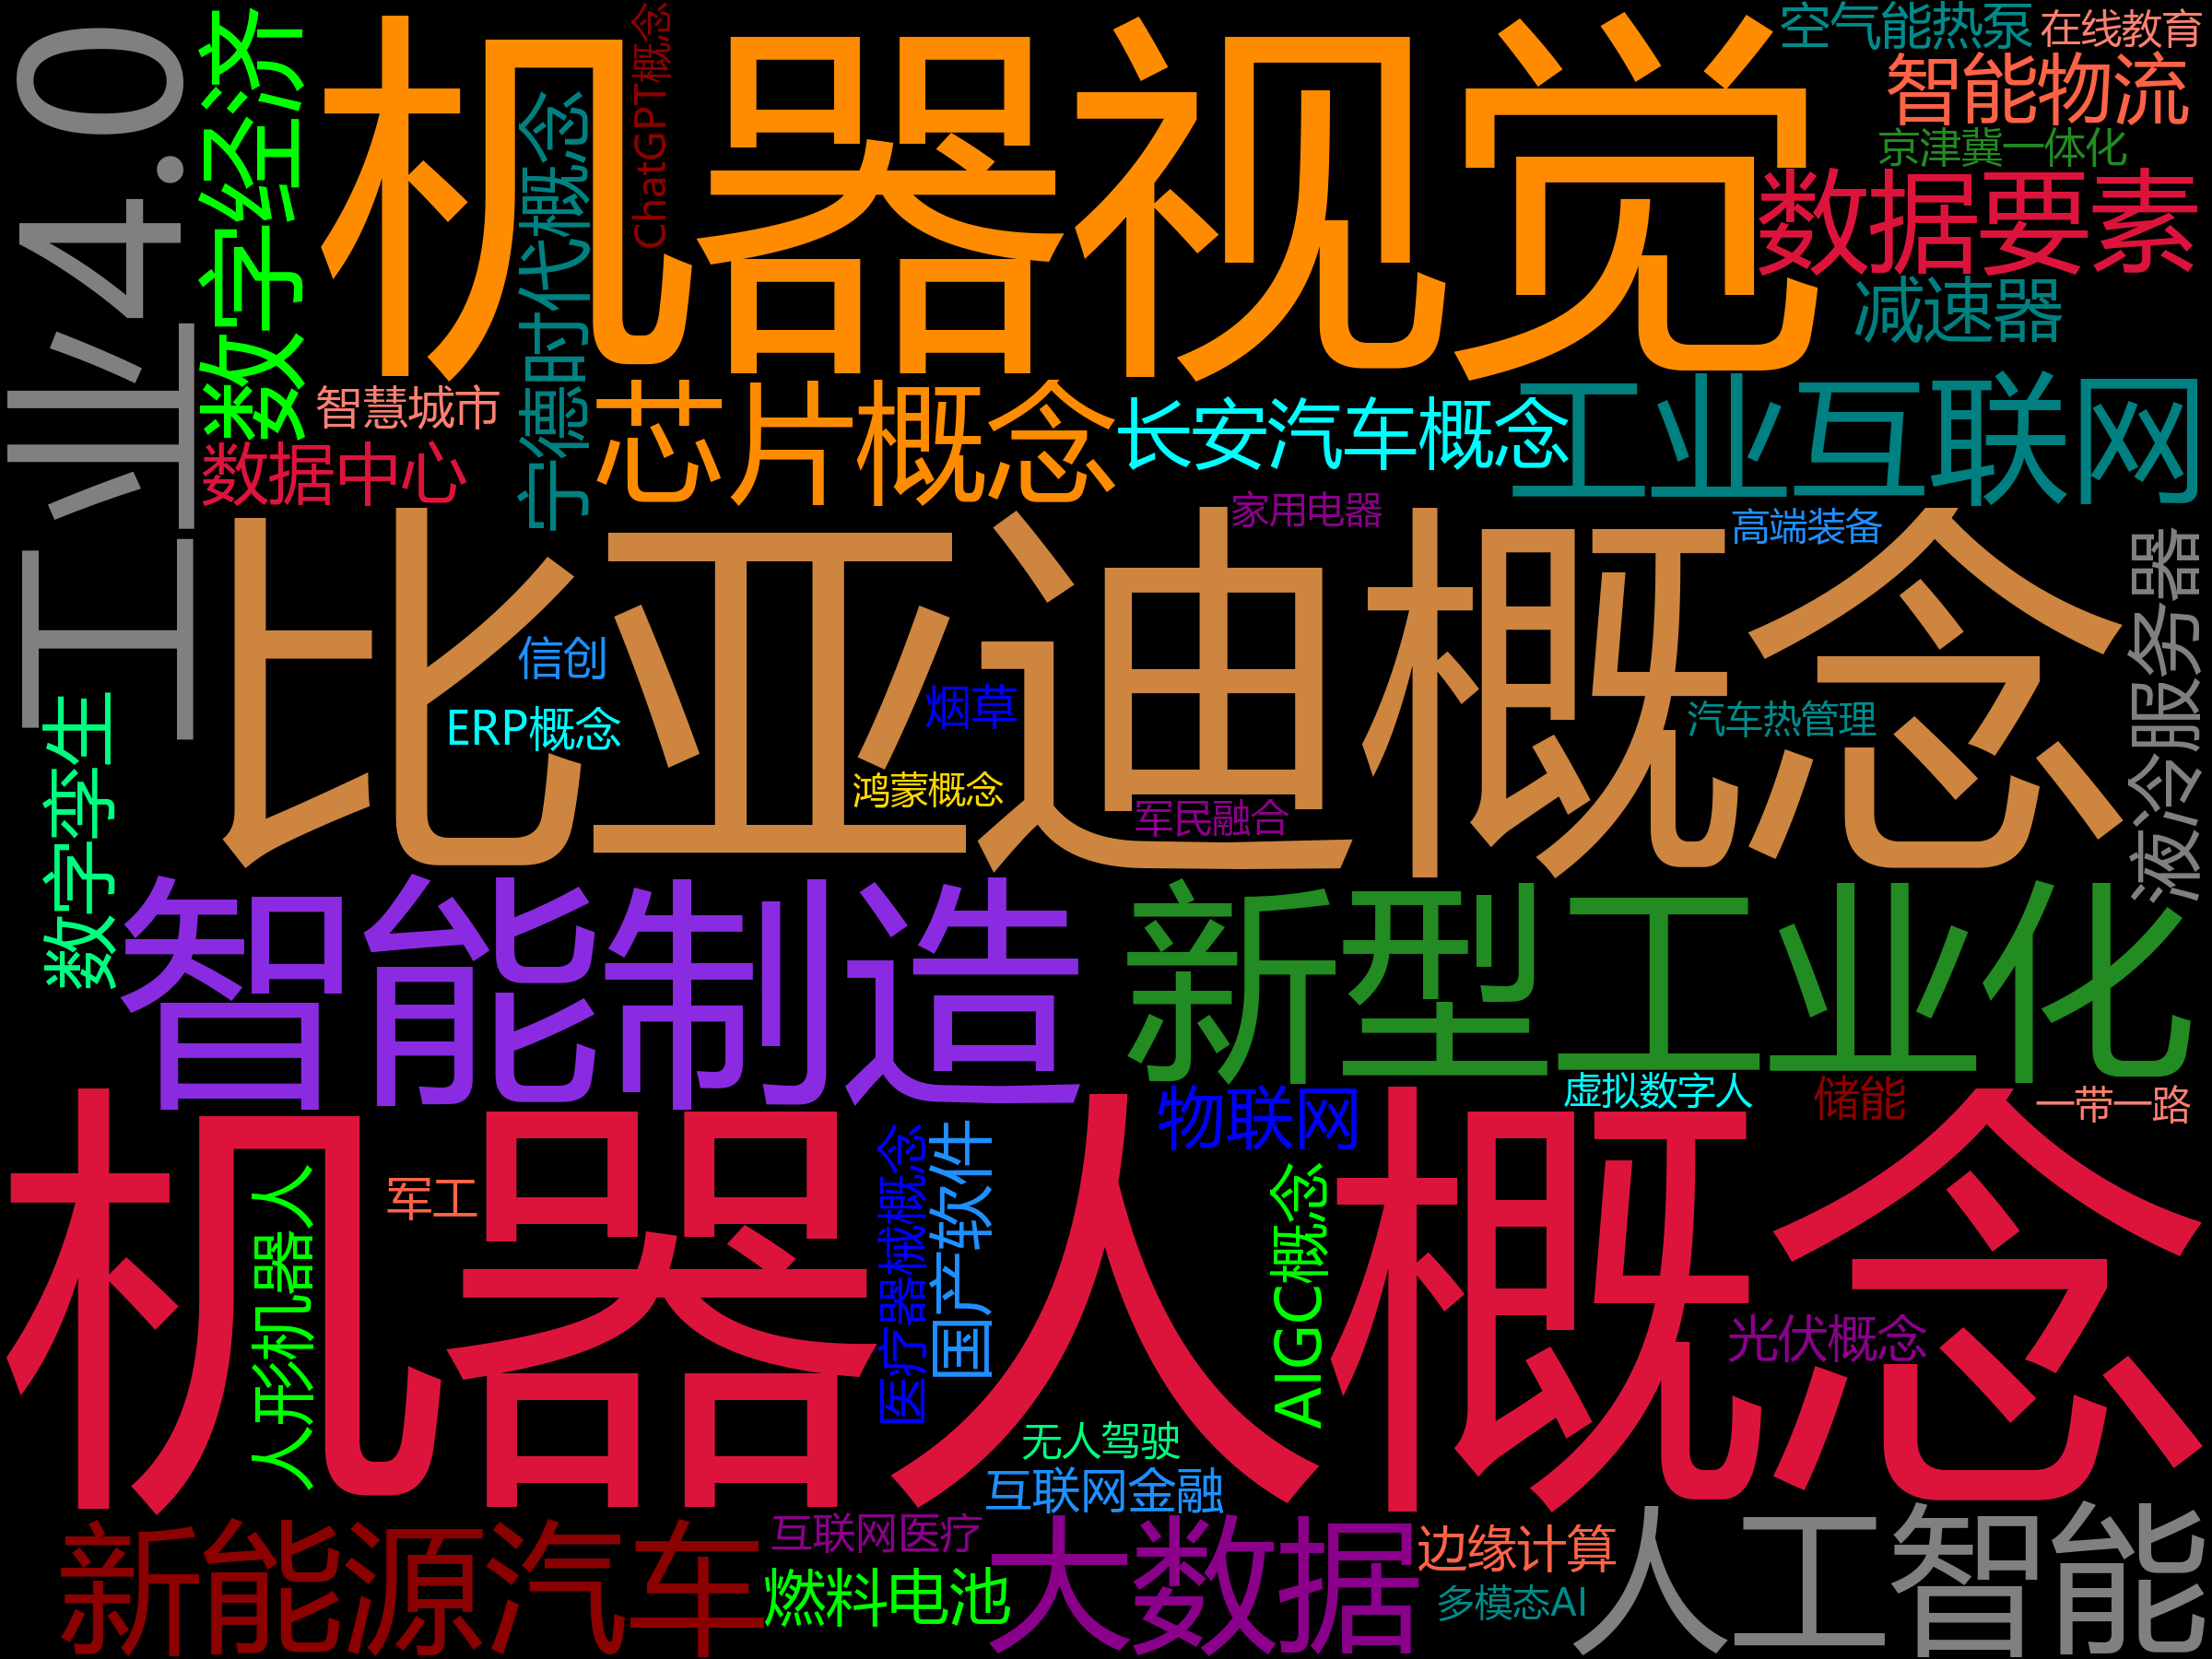 工业4.0
数字经济
机器视觉
宁德时代概念
ChatGPT概念
空气能热泵
在线教育
智能物流
京津冀一体化
数据要素
减速器
智慧城市
数据中心
芯片概念
长安汽车概念
工业互联网
家用电器
高端装备
比亚迪概念
信创
ERP概念
烟草
鸿蒙概念
军民融合
汽车热管理
液冷服务器
数字孪生
智能制造
新型工业化
物联网
虚拟数字人
储能
一带一路
机器人概念
军工
人形机器人
医疗器械概念
国产软件
AIGC概念
光伏概念
无人驾驶
互联网金融
新能源汽车
互联网医疗
燃料电池
大数据
边缘计算
多模态AI
人工智能